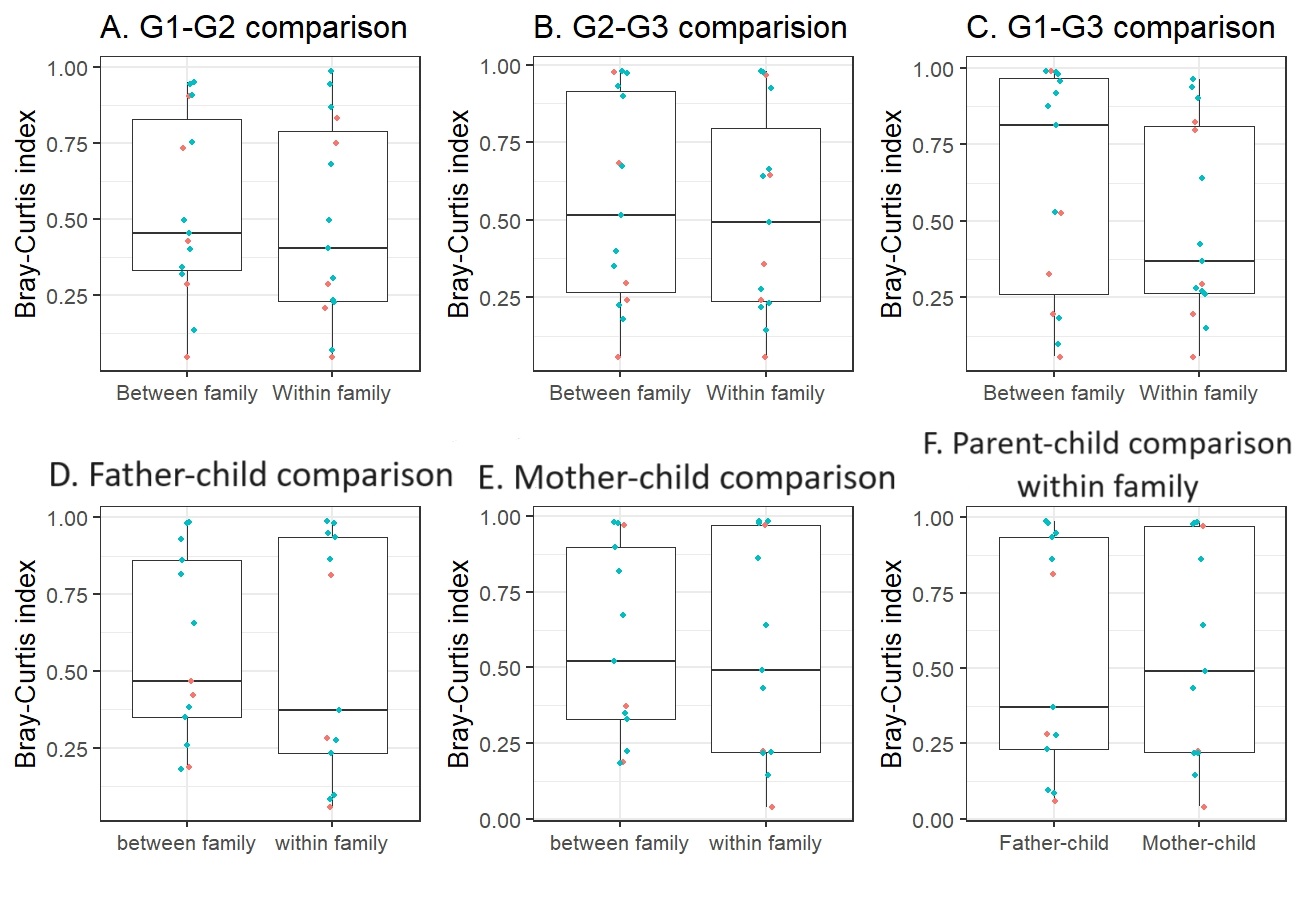 A. G1-G2 comparison
Bray-Curtis index
1.00
0.75
0.50
0.25
Between family Within family
B. G2-G3 comparision
Bray-Curtis index
1.00
0.75
0.50
0.25
Between family Within family
C. G1-G3 comparison
Bray-Curtis index
1.00
0.75
0.50
0.25
Between family Within family
D. Father-child comparison
Bray-Curtis index
1.00
0.75
0.50
0.25
between family within family
E. Mother-child comparison
Bray-Curtis index
1.00
0.75
0.50
0.25
0.00
between family within family
F. Parent-child comparison
within family
Bray-Curtis index
1.00
0.75
0.50
0.25
0.00
Father-child Mother-child